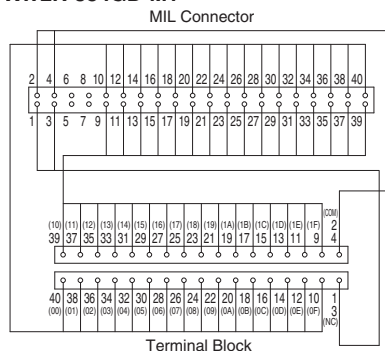 MIL Connector
2 4 6 8 10 12 14 16 18 20 22 24 26 28 30 32 34 36 38 40
1 3 5 7 9 11 13 15 17 19 21 23 25 27 29 31 33 35 37 39
(COM)
(10) (11) (12) (13) (14) (15) (16) (17) (18) (19) (1A) (1B) (1C) (1D) (1E) (1F) 2
39 37 35 33 31 29 27 25 23 21 19 17 15 13 11 9 4
40 38 36 34 32 30 28 26 24 22 20 18 16 14 12 10 1
(00) (01) (02) (03) (04) (05) (06) (07) (08) (09) (0A) (0B) (0C) (0D) (0E) (0F) 3
(NC)
Terminal Block